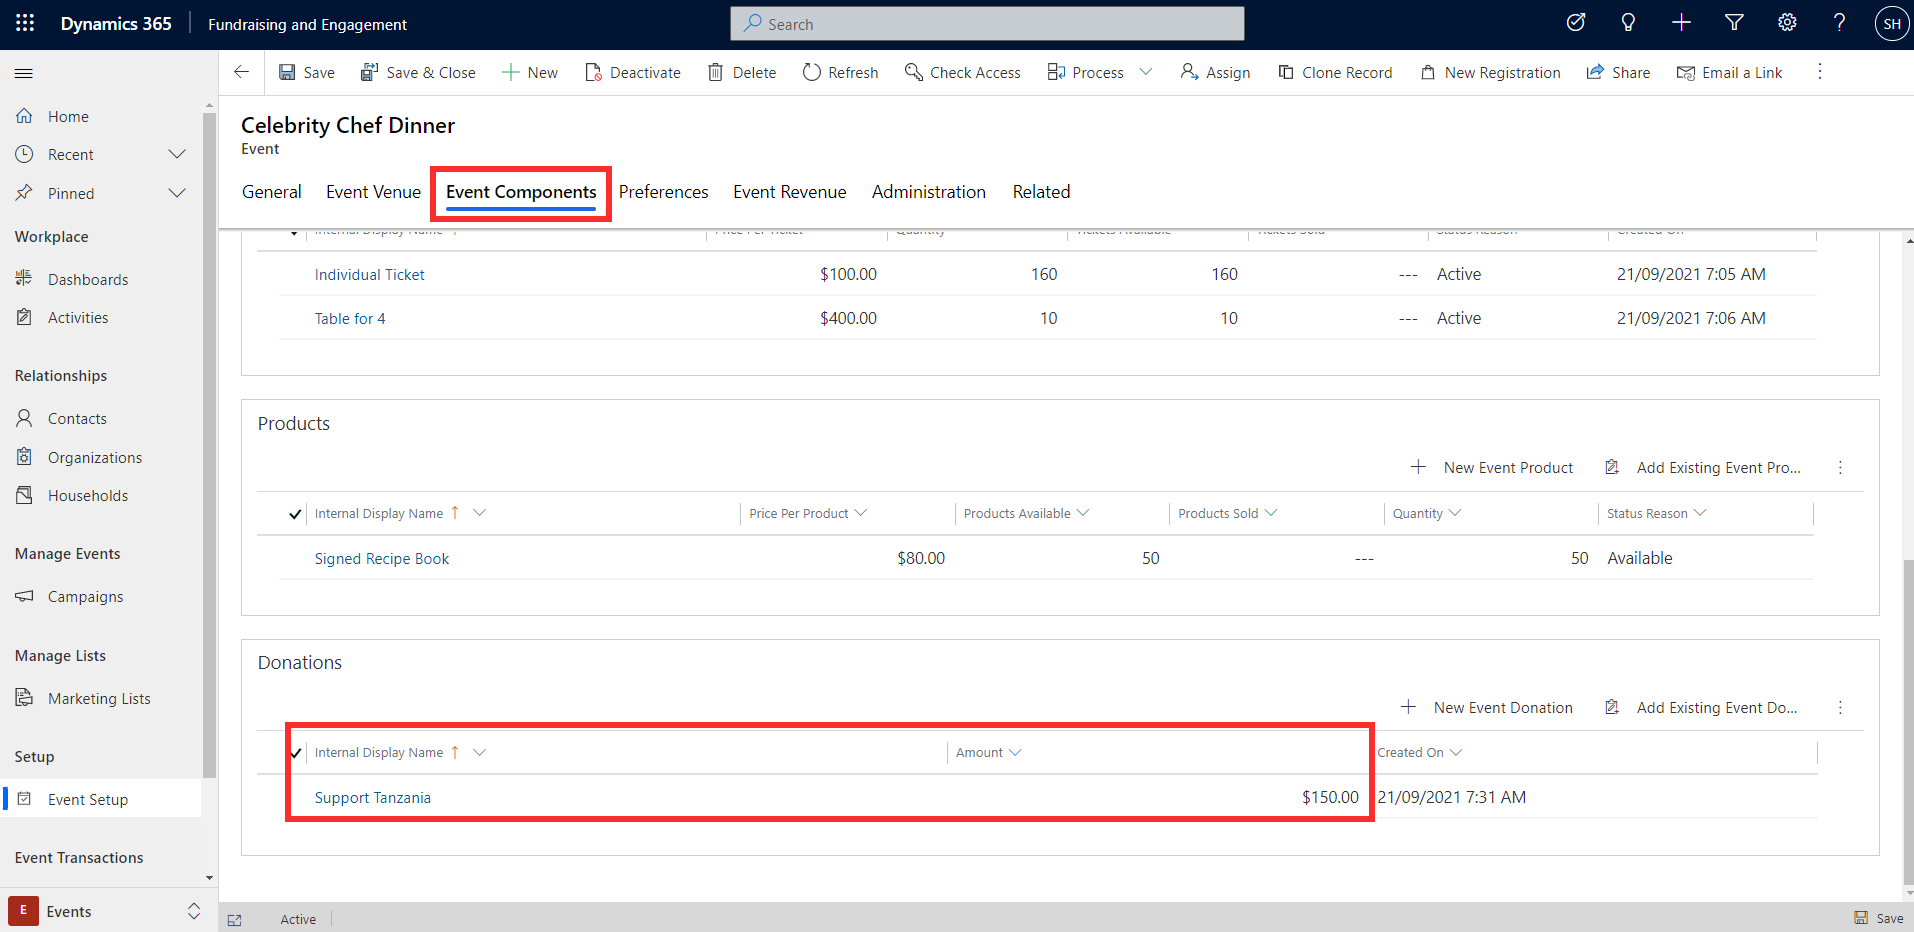 Dynamics 365
Fundraising and Engagement
Search
SH
Save
Save & Close
New
Deactivate
Delete
Refresh
Check Access
Process
Assign
Clone Record
New Registration
Share
Email a Link
Home
Recent
Pinned
Workplace
Dashboards
Activities
Relationships
Contacts
Organizations
Households
Manage Events
Campaigns
Manage Lists
Marketing Lists
Setup
Event Setup
Event Transactions
E Events
Celebrity Chef Dinner
Event
General Event Venue Event Components Preferences Event Revenue Administration Related
Internal Display Name ↑ Price Per Ticket Quantity Tickets Available Tickets Sold Status Reason Created On
Individual Ticket $100.00 160 160 --- Active 21/09/2021 7:05 AM
Table for 4 $400.00 10 10 --- Active 21/09/2021 7:06 AM
Products
New Event Product Add Existing Event Pro...
Internal Display Name ↑ Price Per Product Products Available Products Sold Quantity Status Reason
Signed Recipe Book $80.00 50 --- 50 Available
Donations
New Event Donation Add Existing Event Do...
Internal Display Name ↑ Amount Created On
Support Tanzania $150.00 21/09/2021 7:31 AM
Active
Save